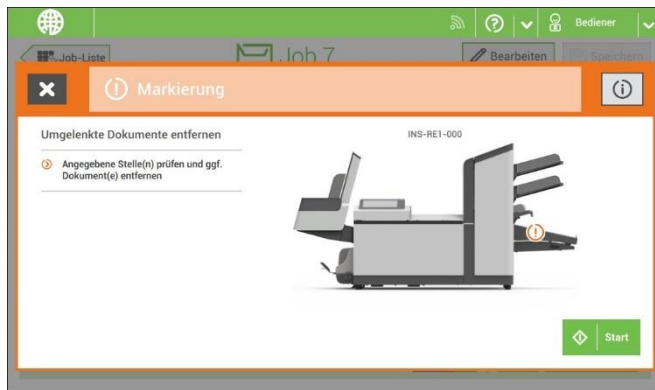 Bediener
Job-Liste
Job 7
Bearbeiten
Speichern
Markierung
Umgelenkte Dokumente entfernen
INS-RE1-000
Angegebene Stelle(n) prüfen und ggf.
Dokument(e) entfernen
Start